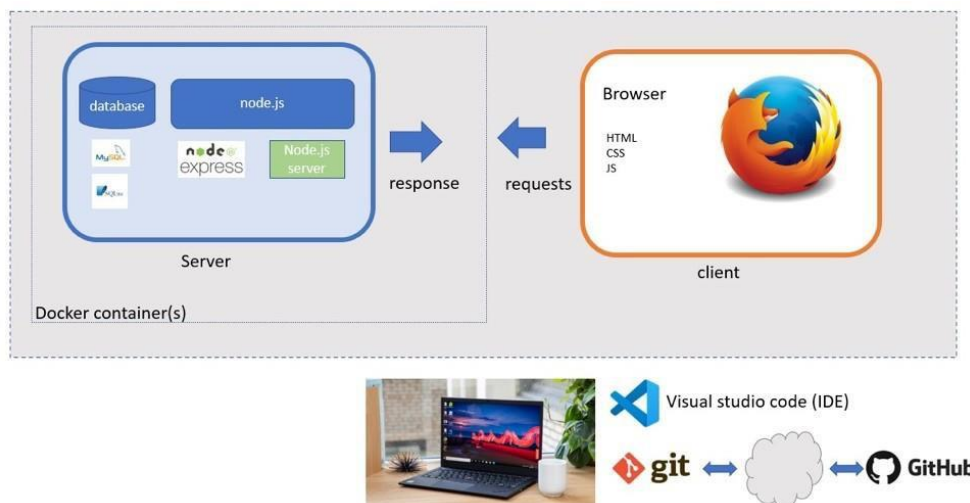 database
node.js
MySQL
SQLite
node
express
Node.js
server
response
requests
Browser
HTML
CSS
JS
Server
client
Docker container(s)
Visual studio code (IDE)
git
GitHub